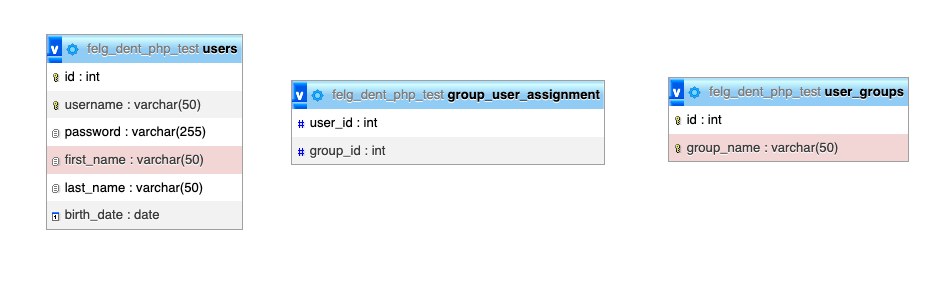 v felg_dent_php_test users
id : int
username : varchar(50)
password : varchar(255)
first_name : varchar(50)
last_name : varchar(50)
birth_date : date
v felg_dent_php_test group_user_assignment
# user_id : int
# group_id : int
v felg_dent_php_test user_groups
id : int
group_name : varchar(50)